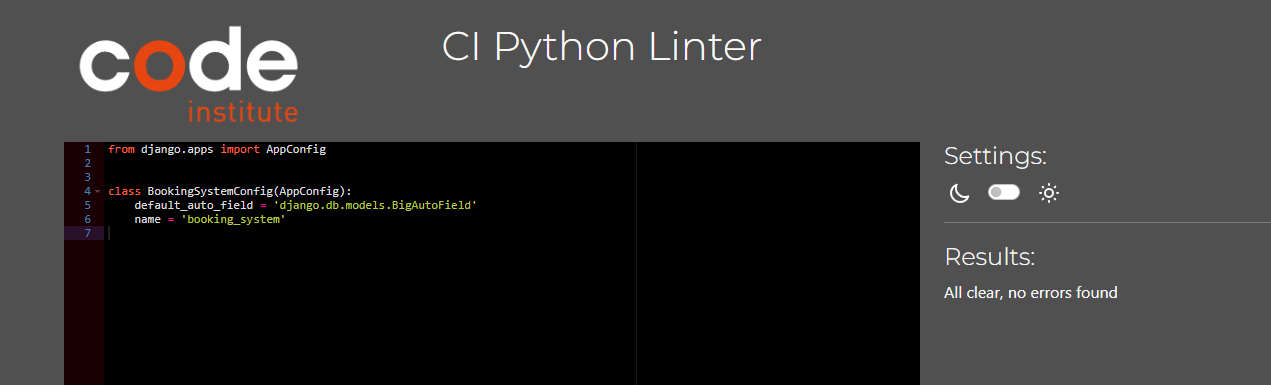 code
institute
CI Python Linter
1 from django.apps import AppConfig
2
3
4 class BookingSystemConfig(AppConfig):
5     default_auto_field = 'django.db.models.BigAutoField'
6     name = 'booking_system'
7
Settings:
Results:
All clear, no errors found